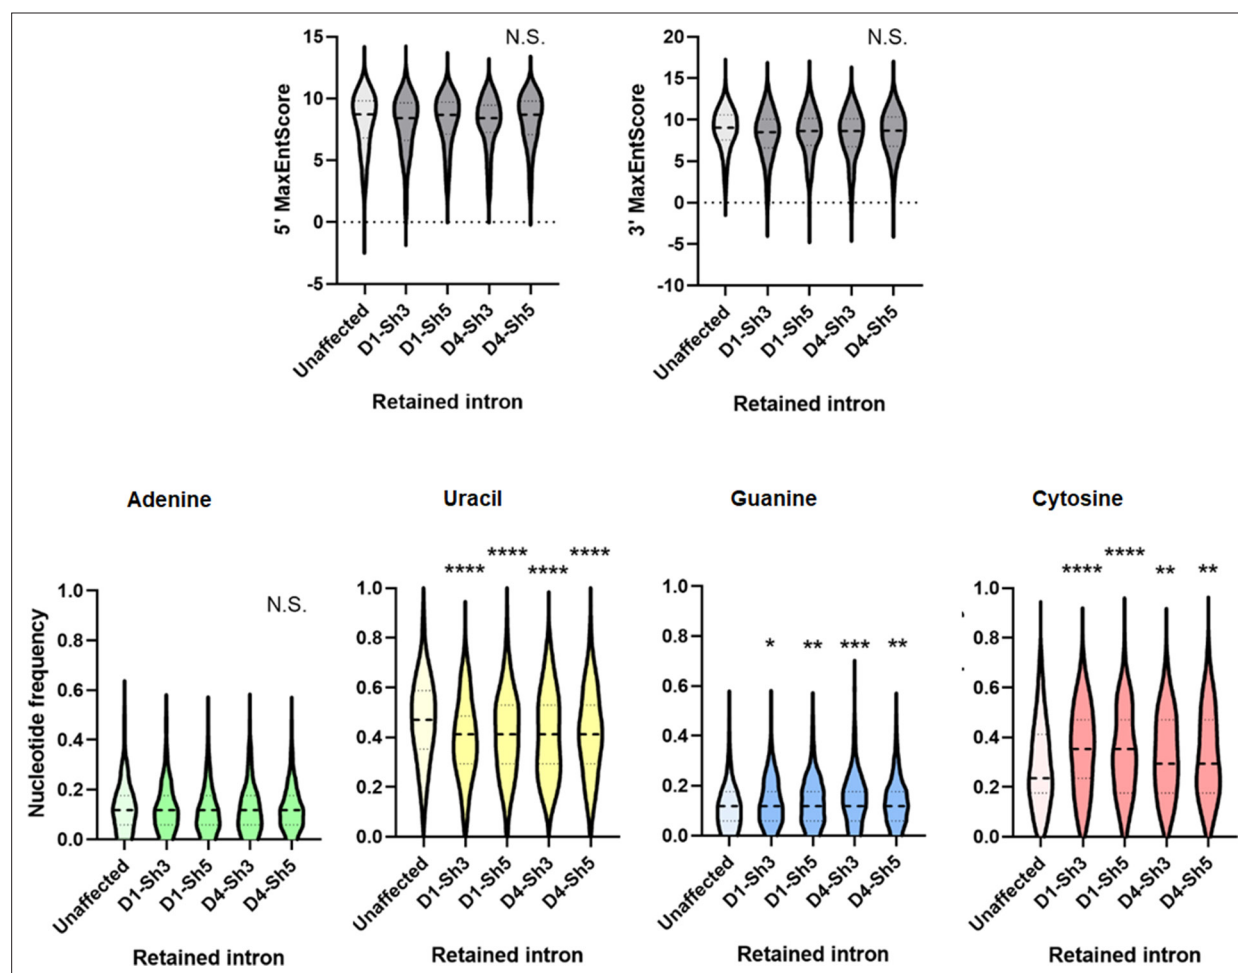 N.S.
N.S.
5' MaxEntScore
15
10
5
0
-5
Unaffected
D1-Sh3
D1-Sh5
D4-Sh3
D4-Sh5
Retained intron
3' MaxEntScore
20
15
10
5
0
-5
-10
Unaffected
D1-Sh3
D1-Sh5
D4-Sh3
D4-Sh5
Retained intron
Adenine
Uracil
Guanine
Cytosine
Nucleotide frequency
1.0
0.8
0.6
0.4
0.2
0.0
N.S.
Unaffected
D1-Sh3
D1-Sh5
D4-Sh3
D4-Sh5
Retained intron
**** **** **** ****
1.0
0.8
0.6
0.4
0.2
0.0
Unaffected
D1-Sh3
D1-Sh5
D4-Sh3
D4-Sh5
Retained intron
* ** *** **
1.0
0.8
0.6
0.4
0.2
0.0
Unaffected
D1-Sh3
D1-Sh5
D4-Sh3
D4-Sh5
Retained intron
**** **** ** **
1.0
0.8
0.6
0.4
0.2
0.0
Unaffected
D1-Sh3
D1-Sh5
D4-Sh3
D4-Sh5
Retained intron